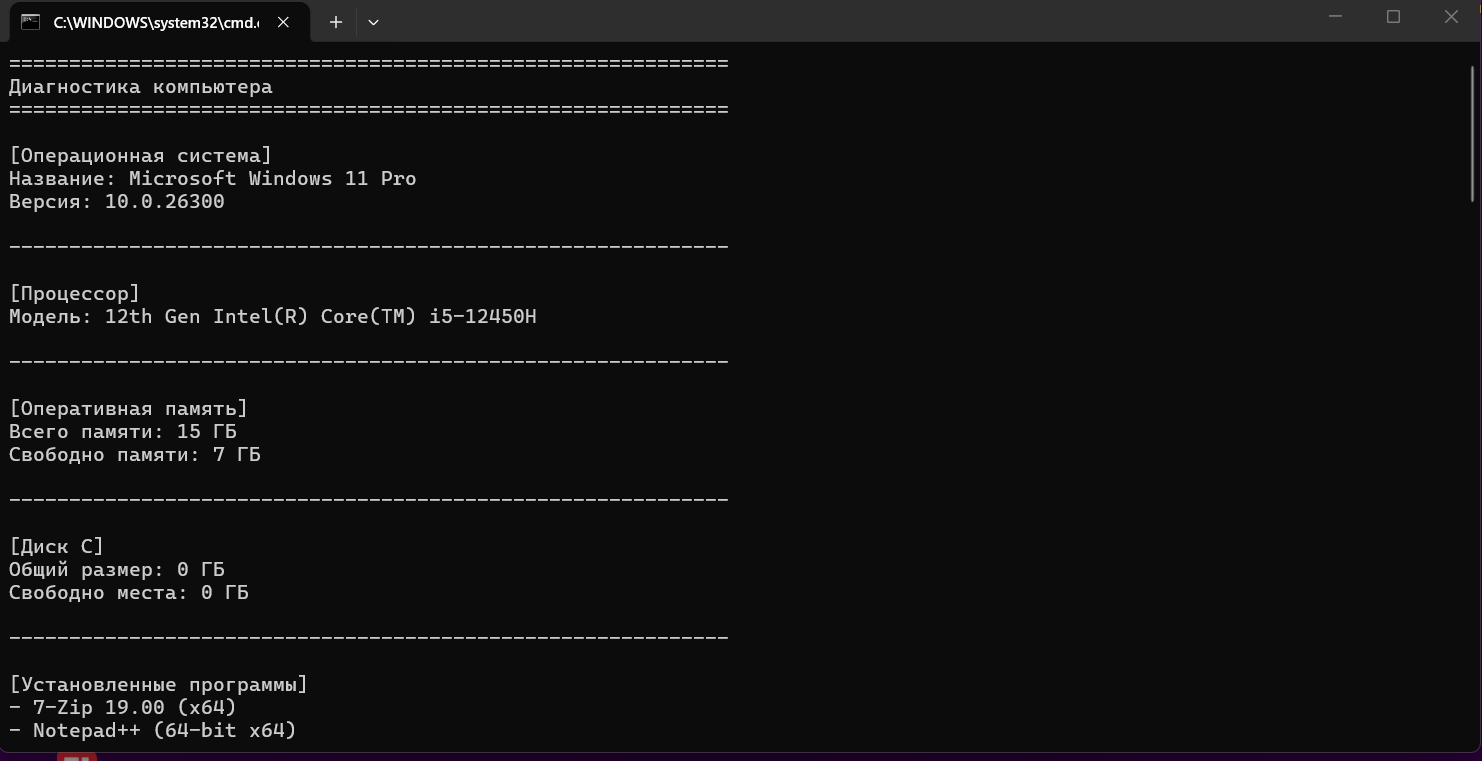 C:\WINDOWS\system32\cmd.
============================================================
Диагностика компьютера
============================================================
[Операционная система]
Название: Microsoft Windows 11 Pro
Версия: 10.0.26300
------------------------------------------------------------
[Процессор]
Модель: 12th Gen Intel(R) Core(TM) i5-12450H
------------------------------------------------------------
[Оперативная память]
Всего памяти: 15 ГБ
Свободно памяти: 7 ГБ
------------------------------------------------------------
[Диск C]
Общий размер: 0 ГБ
Свободно места: 0 ГБ
------------------------------------------------------------
[Установленные программы]
- 7-Zip 19.00 (x64)
- Notepad++ (64-bit x64)